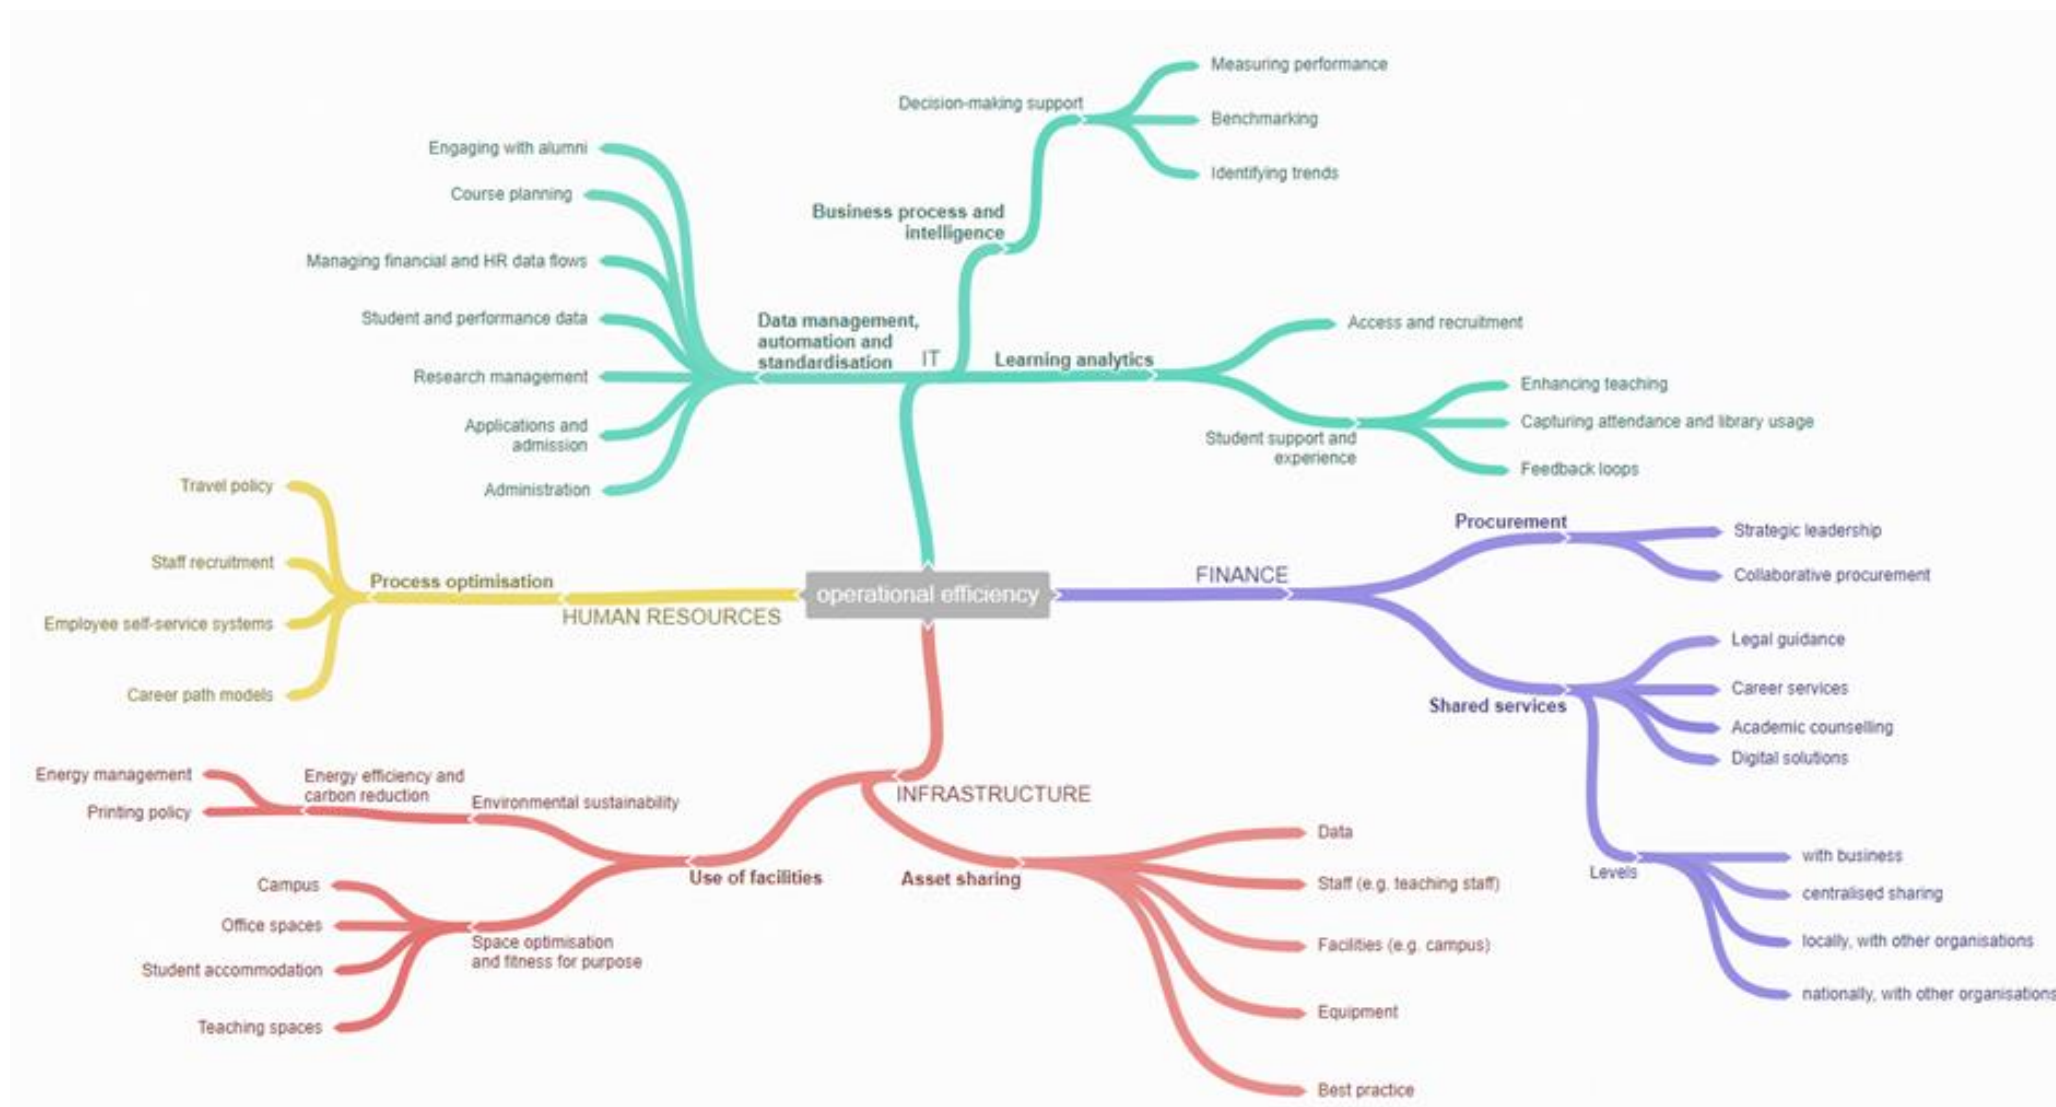 Measuring performance
Decision-making support
Benchmarking
Identifying trends
Business process and
intelligence
Engaging with alumni
Course planning
Managing financial and HR data flows
Student and performance data
Research management
Applications and
admission
Administration
Data management,
automation and
standardisation
IT
Learning analytics
Access and recruitment
Student support and
experience
Enhancing teaching
Capturing attendance and library usage
Feedback loops
Travel policy
Staff recruitment
Employee self-service systems
Career path models
Process optimisation
HUMAN RESOURCES
operational efficiency
FINANCE
Procurement
Strategic leadership
Collaborative procurement
Shared services
Legal guidance
Career services
Academic counselling
Digital solutions
Levels
with business
centralised sharing
locally, with other organisations
nationally, with other organisations
INFRASTRUCTURE
Use of facilities
Environmental sustainability
Energy efficiency and
carbon reduction
Energy management
Printing policy
Space optimisation
and fitness for purpose
Campus
Office spaces
Student accommodation
Teaching spaces
Asset sharing
Data
Staff (e.g. teaching staff)
Facilities (e.g. campus)
Equipment
Best practice